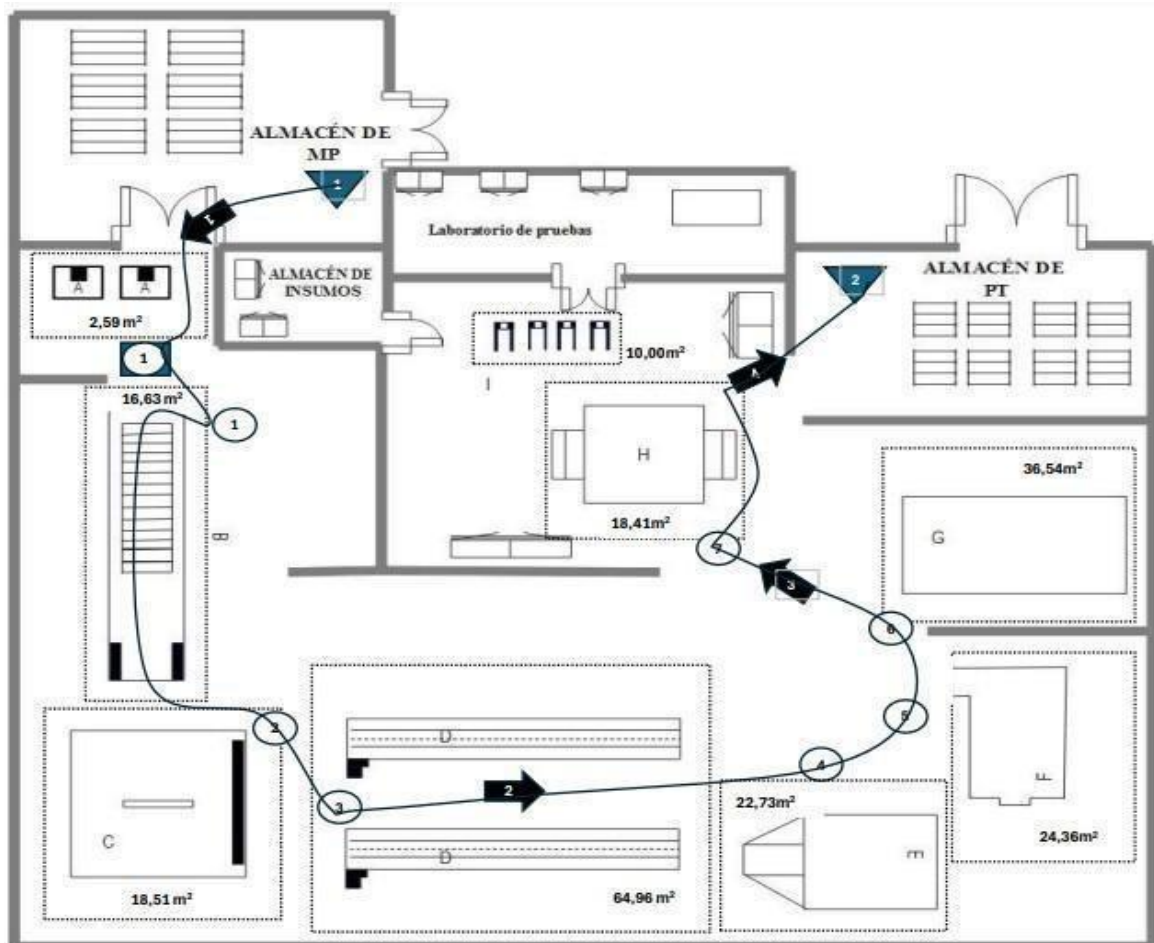 ALMACÉN DE
MP
1
1
Laboratorio de pruebas
ALMACÉN DE
INSUMOS
2
ALMACÉN DE
PT
A
A
2,59 m²
10,00m²
1
I
4
16,63 m²
1
H
36,54m²
18,41m²
G
B
7
3
6
2
5
D
4
3
2
22,73m²
F
C
D
E
24,36m²
18,51 m²
64,96 m²